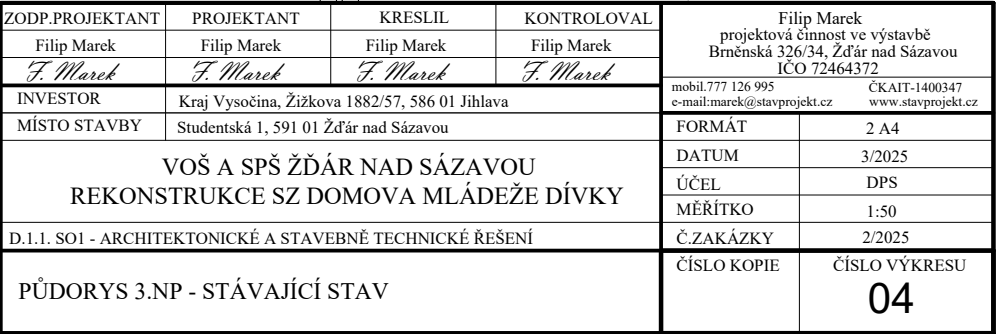 ZODP.PROJEKTANT PROJEKTANT KRESLIL KONTROLOVAL
Filip Marek Filip Marek Filip Marek Filip Marek
F. Marek F. Marek F. Marek F. Marek
INVESTOR Kraj Vysočina, Žižkova 1882/57, 586 01 Jihlava
MÍSTO STAVBY Studentská 1, 591 01 Žďár nad Sázavou
VOŠ A SPŠ ŽĎÁR NAD SÁZAVOU
REKONSTRUKCE SZ DOMOVA MLÁDEŽE DÍVKY
D.1.1. SO1 - ARCHITEKTONICKÉ A STAVEBNĚ TECHNICKÉ ŘEŠENÍ
PŮDORYS 3.NP - STÁVAJÍCÍ STAV
Filip Marek
projektová činnost ve výstavbě
Brněnská 326/34, Žďár nad Sázavou
IČO 72464372
mobil.777 126 995 ČKAIT-1400347
e-mail:marek@stavprojekt.cz www.stavprojekt.cz
FORMÁT 2 A4
DATUM 3/2025
ÚČEL DPS
MĚŘÍTKO 1:50
Č.ZAKÁZKY 2/2025
ČÍSLO KOPIE ČÍSLO VÝKRESU
04